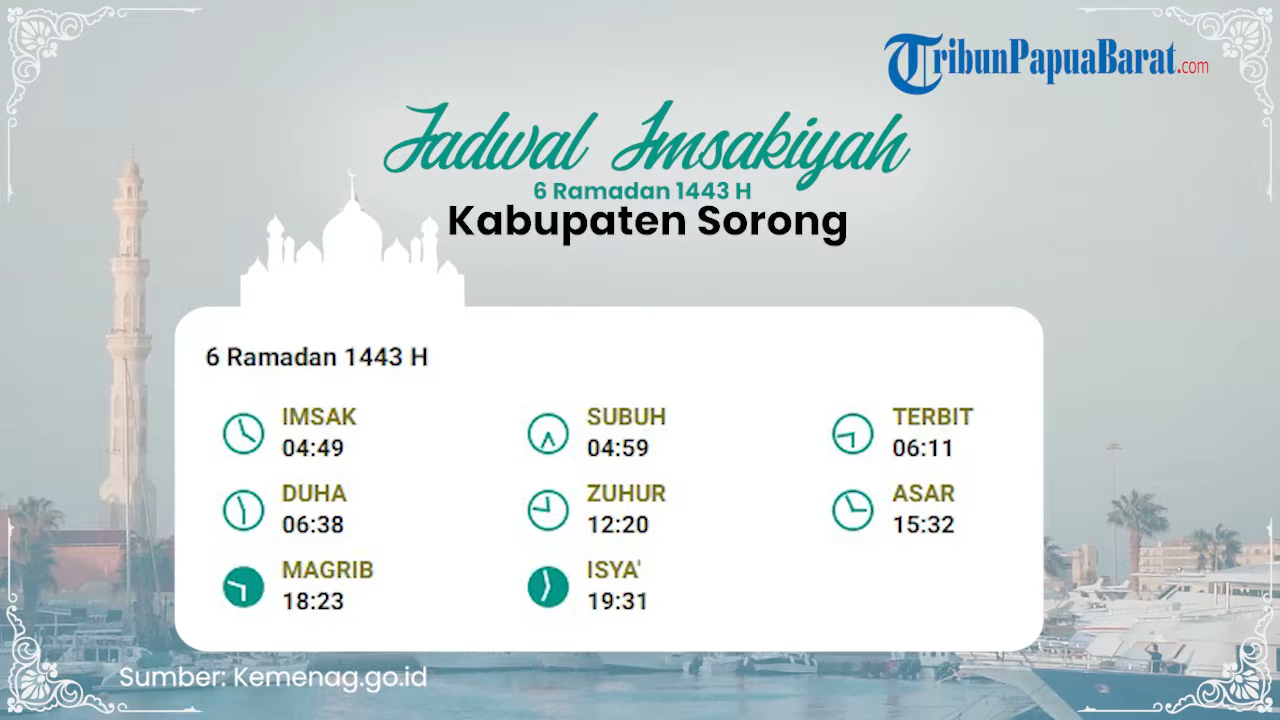 TribunPapuaBarat.com
Jadwal Imsakiyah
6 Ramadan 1443 H
Kabupaten Sorong
6 Ramadan 1443 H
IMSAK
04:49
SUBUH
04:59
TERBIT
06:11
DUHA
06:38
ZUHUR
12:20
ASAR
15:32
MAGRIB
18:23
ISYA'
19:31
Sumber: Kemenag.go.id